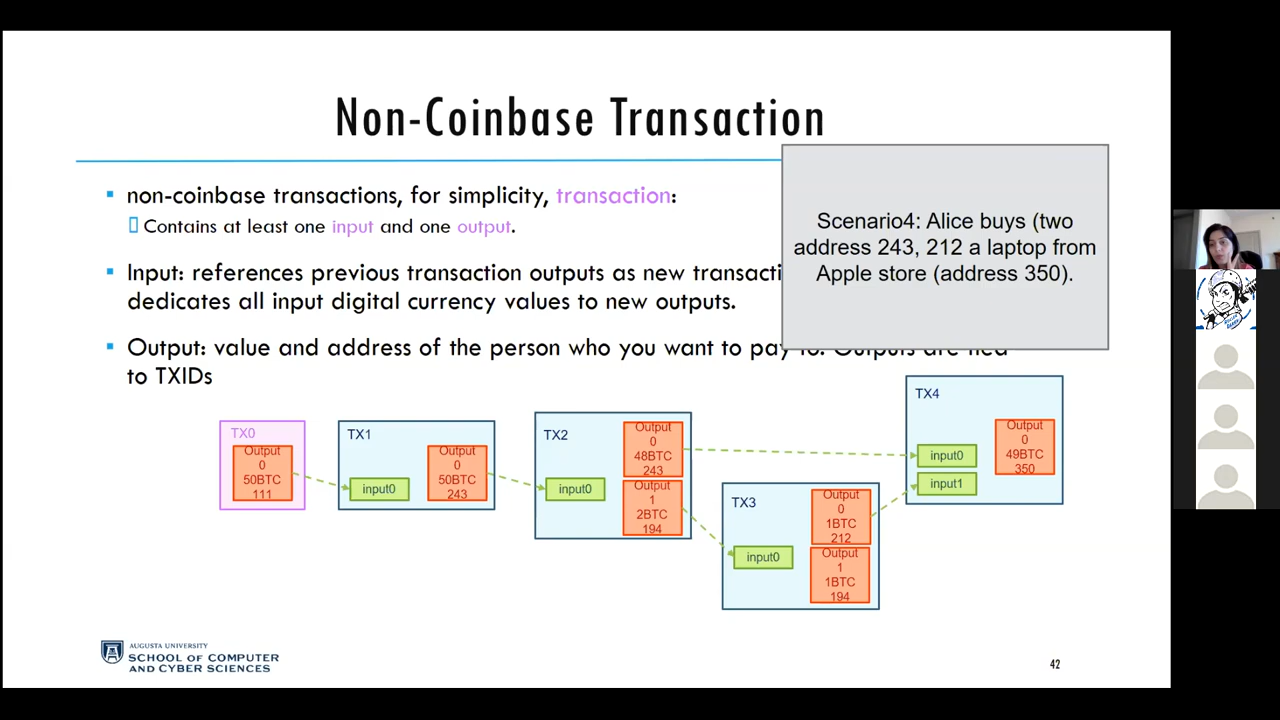 Non-Coinbase Transaction
non-coinbase transactions, for simplicity, transaction:
Contains at least one input and one output.
Input: references previous transaction outputs as new transacti
dedicates all input digital currency values to new outputs.
Output: value and address of the person who you want to pay to. Outputs are tied
to TXIDs
Scenario4: Alice buys (two
address 243, 212 a laptop from
Apple store (address 350).
TX0
Output
0
50BTC
111
TX1
input0
Output
0
50BTC
243
TX2
input0
Output
0
48BTC
243
Output
1
2BTC
194
TX3
input0
Output
0
1BTC
212
Output
1
1BTC
194
TX4
input0
input1
Output
0
49BTC
350
AUGUSTA UNIVERSITY
SCHOOL OF COMPUTER
AND CYBER SCIENCES
42